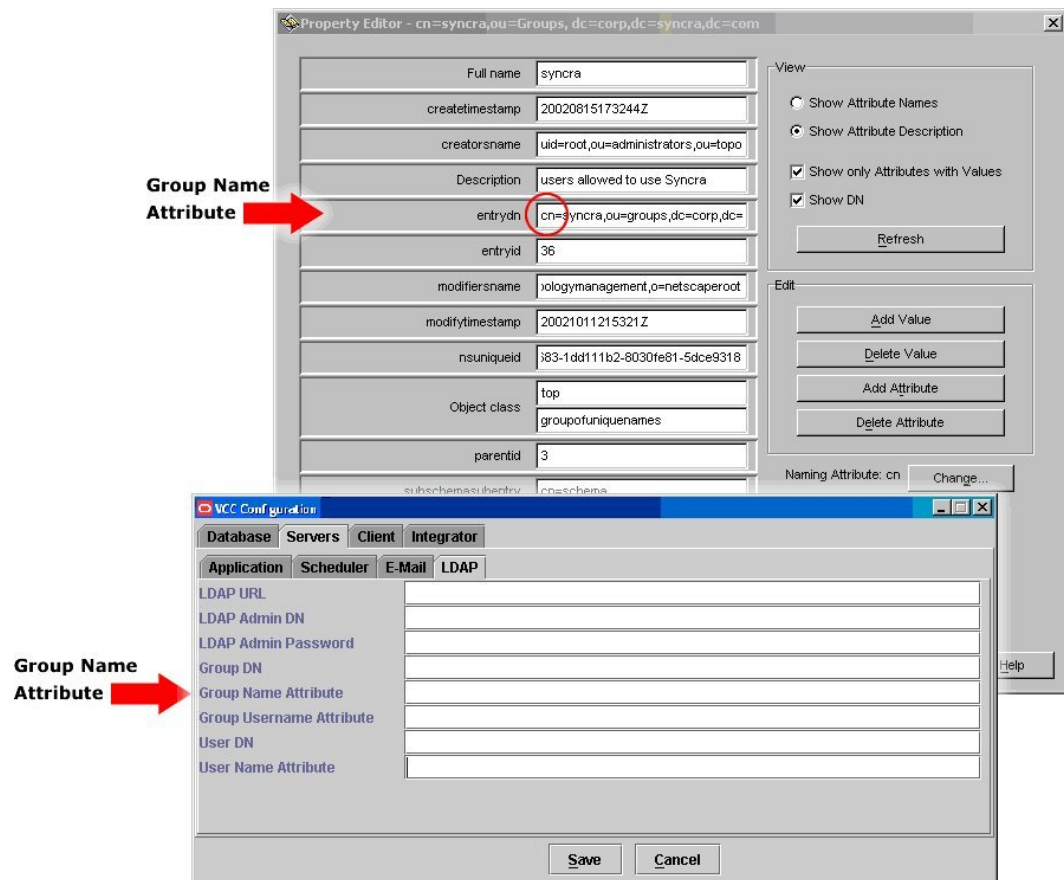 Property Editor - cn=syncra,ou=Groups, dc=corp,dc=syncra,dc=com
Full name syncra
createtimestamp 20020815173244Z
creatorsname uid=root,ou=administrators,ou=topo
Description users allowed to use Syncra
entrydn cn=syncra,ou=groups,dc=corp,dc=
entryid 36
modifiersname ologymanagement,o=netscaperoot
modifytimestamp 20021011215321Z
nsuniqueid 683-1dd111b2-8030fe81-5dce9318
Object class top
groupofuniquenames
parentid 3
subschemasubentry cn=schema
View
Show Attribute Names
Show Attribute Description
Show only Attributes with Values
Show DN
Refresh
Edit
Add Value
Delete Value
Add Attribute
Delete Attribute
Naming Attribute: cn Change...
Help
Group Name
Attribute
VCC Configuration
Database Servers Client Integrator
Application Scheduler E-Mail LDAP
LDAP URL
LDAP Admin DN
LDAP Admin Password
Group DN
Group Name Attribute
Group Username Attribute
User DN
User Name Attribute
Save Cancel
Group Name
Attribute